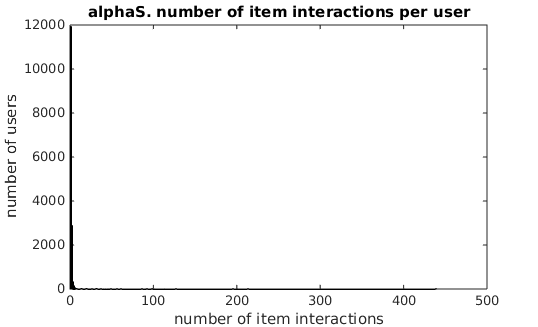 alphaS. number of item interactions per user
12000
10000
8000
6000
4000
2000
0
0 100 200 300 400 500
number of users
number of item interactions